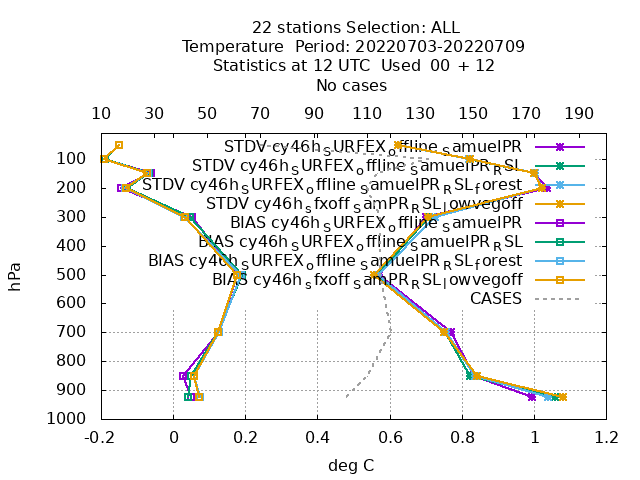 22 stations Selection: ALL
Temperature  Period: 20220703-20220709
Statistics at 12 UTC  Used  00 + 12
No cases
10 30 50 70 90 110 130 150 170 190
STDV cy46h_SURFEX_offline_SamuelPR
100
STDV cy46h_SURFEX_offline_SamuelPR_RSL
STDV cy46h_SURFEX_offline_SamuelPR_RSL_forest
200
STDV cy46h_sfxoff_SamPR_RSL_lowvegoff
300
BIAS cy46h_SURFEX_offline_SamuelPR
400
BIAS cy46h_SURFEX_offline_SamuelPR_RSL
BIAS cy46h_SURFEX_offline_SamuelPR_RSL_forest
500
BIAS cy46h_sfxoff_SamPR_RSL_lowvegoff
600
CASES
700
800
900
1000
hPa
-0.2 0 0.2 0.4 0.6 0.8 1 1.2
deg C